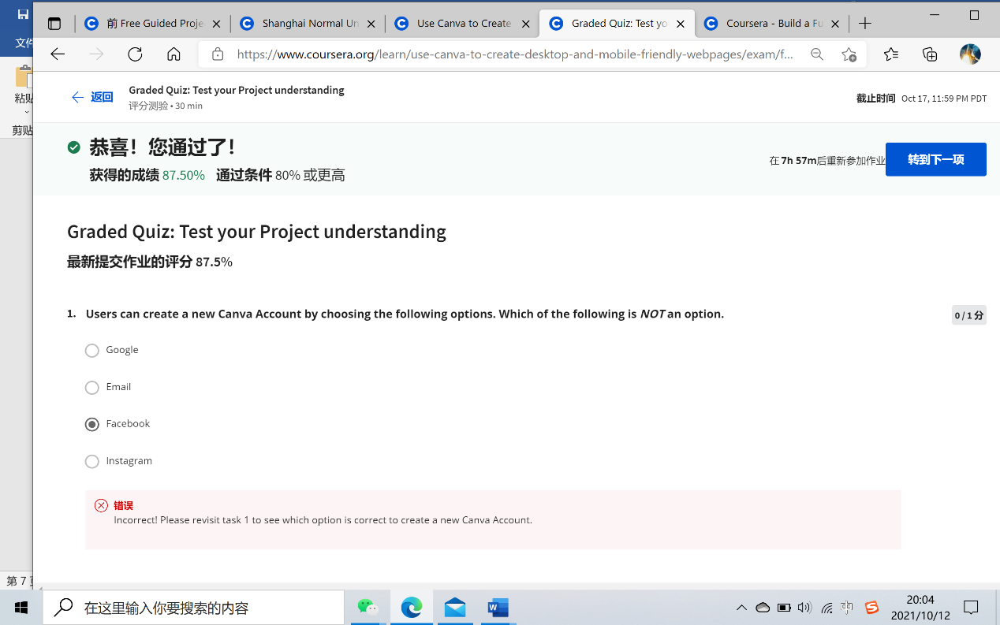 前 Free Guided Proje
Shanghai Normal Un
Use Canva to Create
Graded Quiz: Test yo
Coursera - Build a Fu
文件
https://www.coursera.org/learn/use-canva-to-create-desktop-and-mobile-friendly-webpages/exam/f...
粘贴
剪贴
返回
Graded Quiz: Test your Project understanding
评分测验 • 30 min
截止时间 Oct 17, 11:59 PM PDT
恭喜！您通过了！
获得的成绩 87.50% 通过条件 80% 或更高
在 7h 57m后重新参加作业
转到下一项
Graded Quiz: Test your Project understanding
最新提交作业的评分 87.5%
1. Users can create a new Canva Account by choosing the following options. Which of the following is NOT an option.
0 / 1 分
Google
Email
Facebook
Instagram
错误
Incorrect! Please revisit task 1 to see which option is correct to create a new Canva Account.
第 7
在这里输入你要搜索的内容
中
20:04
2021/10/12